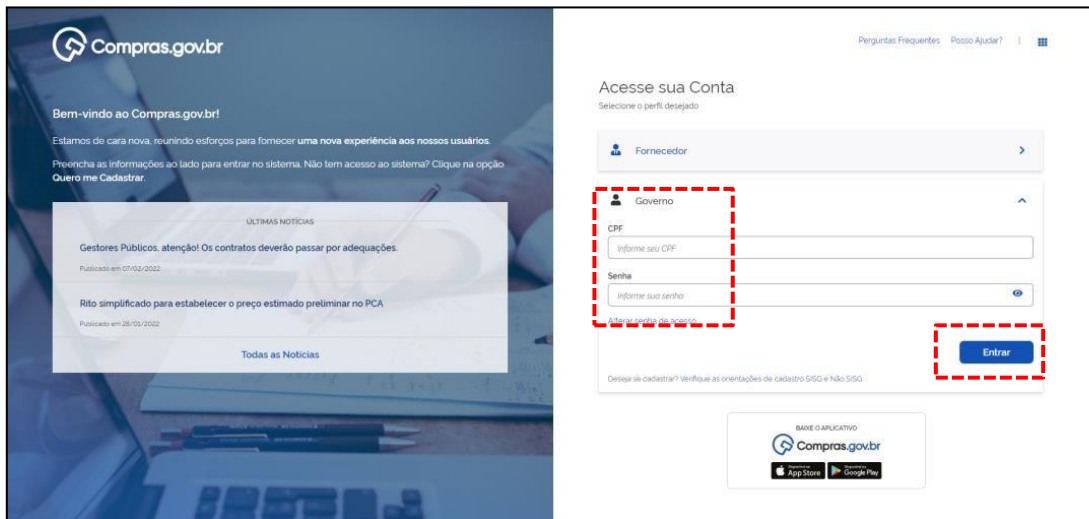 Compras.gov.br
Bem-vindo ao Compras.gov.br!
Estamos de cara nova, reunindo esforços para fornecer uma nova experiência aos nossos usuários.
Preencha as informações ao lado para entrar no sistema. Não tem acesso ao sistema? Clique na opção
Quero me Cadastrar.
ÚLTIMAS NOTÍCIAS
Gestores Públicos, atenção! Os contratos deverão passar por adequações.
Publicado em 07/02/2022
Rito simplificado para estabelecer o preço estimado preliminar no PCA
Publicado em 28/01/2022
Todas as Notícias
Perguntas Frequentes Posso Ajudar?
Acesse sua Conta
Selecione o perfil desejado
Fornecedor
Governo
CPF
Informe seu CPF
Senha
Informe sua senha
Alterar senha de acesso
Entrar
Deseja se cadastrar? Verifique as orientações de cadastro SISG e Não SISG
BAIXE O APLICATIVO
Compras.gov.br
App Store
Google Play